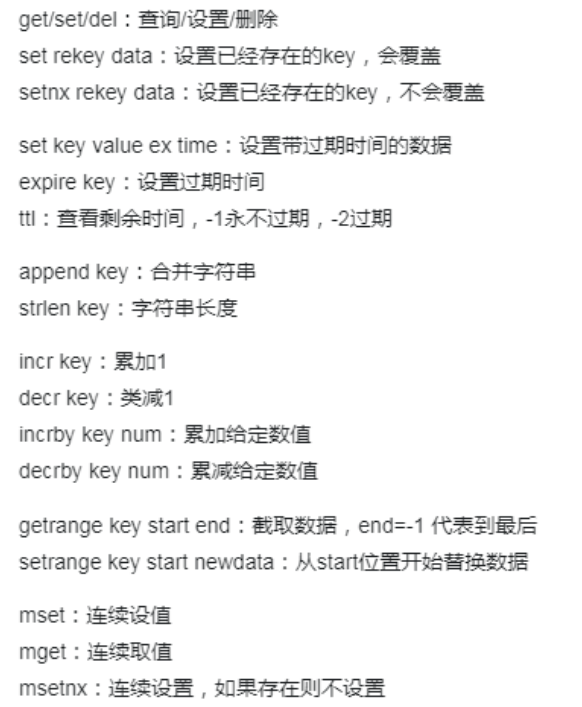 get/set/del：查询/设置/删除
set rekey data：设置已经存在的key，会覆盖
setnx rekey data：设置已经存在的key，不会覆盖
set key value ex time：设置带过期时间的数据
expire key：设置过期时间
ttl：查看剩余时间，-1永不过期，-2过期
append key：合并字符串
strlen key：字符串长度
incr key：累加1
decr key：类减1
incrby key num：累加给定数值
decrby key num：累减给定数值
getrange key start end：截取数据，end=-1 代表到最后
setrange key start newdata：从start位置开始替换数据
mset：连续设值
mget：连续取值
msetnx：连续设置，如果存在则不设置